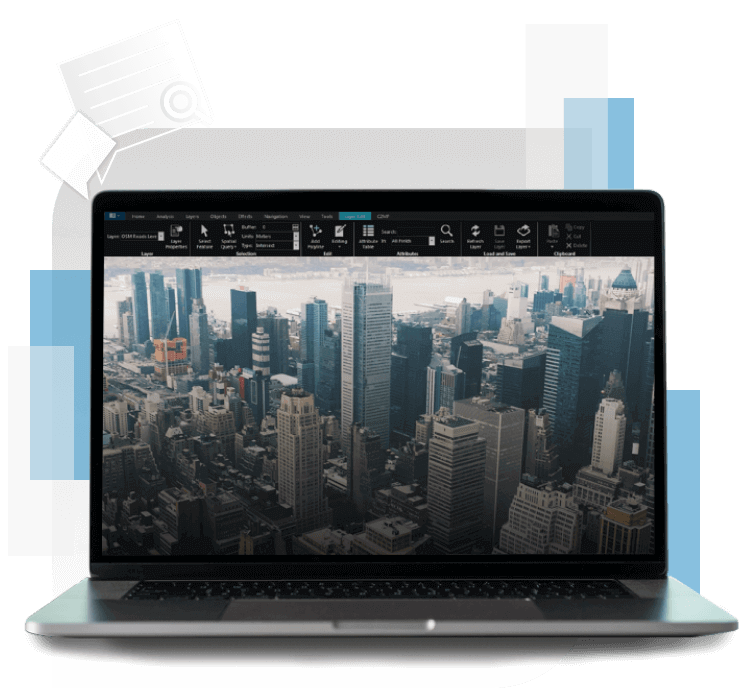 Home Analysis Layers Objects Effects Navigation View Tools Layer Edit
Layer: OSM Roads
Layer Properties
Layer
Select Feature
Spatial Query
Buffer: 0
Units: Meters
Type: Intersect
Selection
Add Polyline
Editing
Edit
Attribute Table
Search:
In: All Fields
Search
Attributes
Refresh Layer
Save Layer
Export Layer
Load and Save
Paste
Copy
Cut
Delete
Clipboard